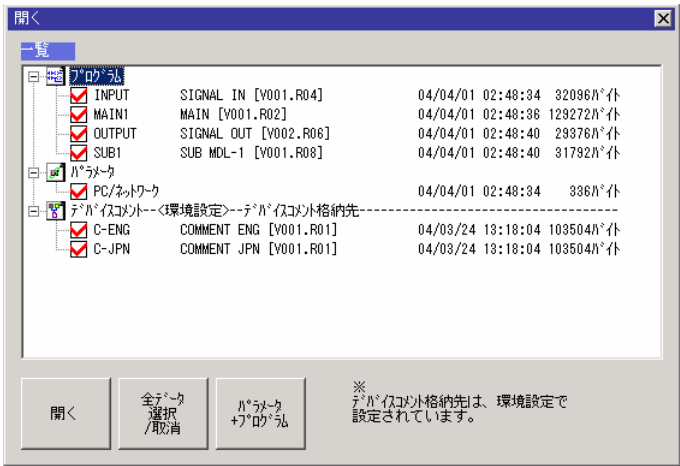 開く
一覧
ﾌﾟﾛｸﾞﾗﾑ
INPUT SIGNAL IN [V001.R04] 04/04/01 02:48:34 32096ﾊﾞｲﾄ
MAIN1 MAIN [V001.R02] 04/04/01 02:48:36 129272ﾊﾞｲﾄ
OUTPUT SIGNAL OUT [V002.R06] 04/04/01 02:48:40 29376ﾊﾞｲﾄ
SUB1 SUB MDL-1 [V001.R08] 04/04/01 02:48:40 31792ﾊﾞｲﾄ
ﾊﾟﾗﾒｰﾀ
PC/ﾈｯﾄﾜｰｸ 04/04/01 02:48:34 336ﾊﾞｲﾄ
ﾃﾞﾊﾞｲｽｺﾒﾝﾄ--<環境設定>--ﾃﾞﾊﾞｲｽｺﾒﾝﾄ格納先----------------------------------
C-ENG COMMENT ENG [V001.R01] 04/03/24 13:18:04 103504ﾊﾞｲﾄ
C-JPN COMMENT JPN [V001.R01] 04/03/24 13:18:04 103504ﾊﾞｲﾄ
開く
全ﾃﾞｰﾀ
選択
/取消
ﾊﾟﾗﾒｰﾀ
+ﾌﾟﾛｸﾞﾗﾑ
※
ﾃﾞﾊﾞｲｽｺﾒﾝﾄ格納先は、環境設定で
設定されています。